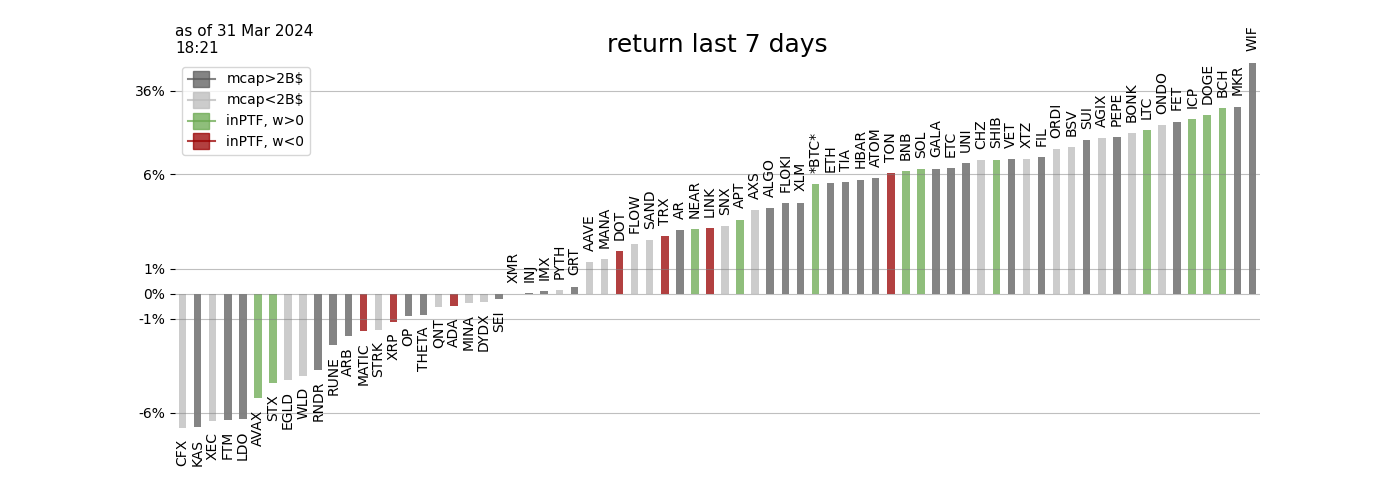 as of 31 Mar 2024
18:21
return last 7 days
mcap>2B$
mcap<2B$
inPTF, w>0
inPTF, w<0
36%
6%
1%
0%
-1%
-6%
CFX
KAS
XEC
FTM
LDO
AVAX
STX
EGLD
WLD
RNDR
RUNE
ARB
MATIC
STRK
XRP
OP
THETA
QNT
ADA
MINA
DYDX
SEI
XMR
INJ
IMX
PYTH
GRT
AAVE
MANA
DOT
FLOW
SAND
TRX
AR
NEAR
LINK
SNX
APT
AXS
ALGO
FLOKI
XLM
*BTC*
ETH
TIA
HBAR
ATOM
TON
BNB
SOL
GALA
ETC
UNI
CHZ
SHIB
VET
XTZ
FIL
ORDI
BSV
SUI
AGIX
PEPE
BONK
LTC
ONDO
FET
ICP
DOGE
BCH
MKR
WIF